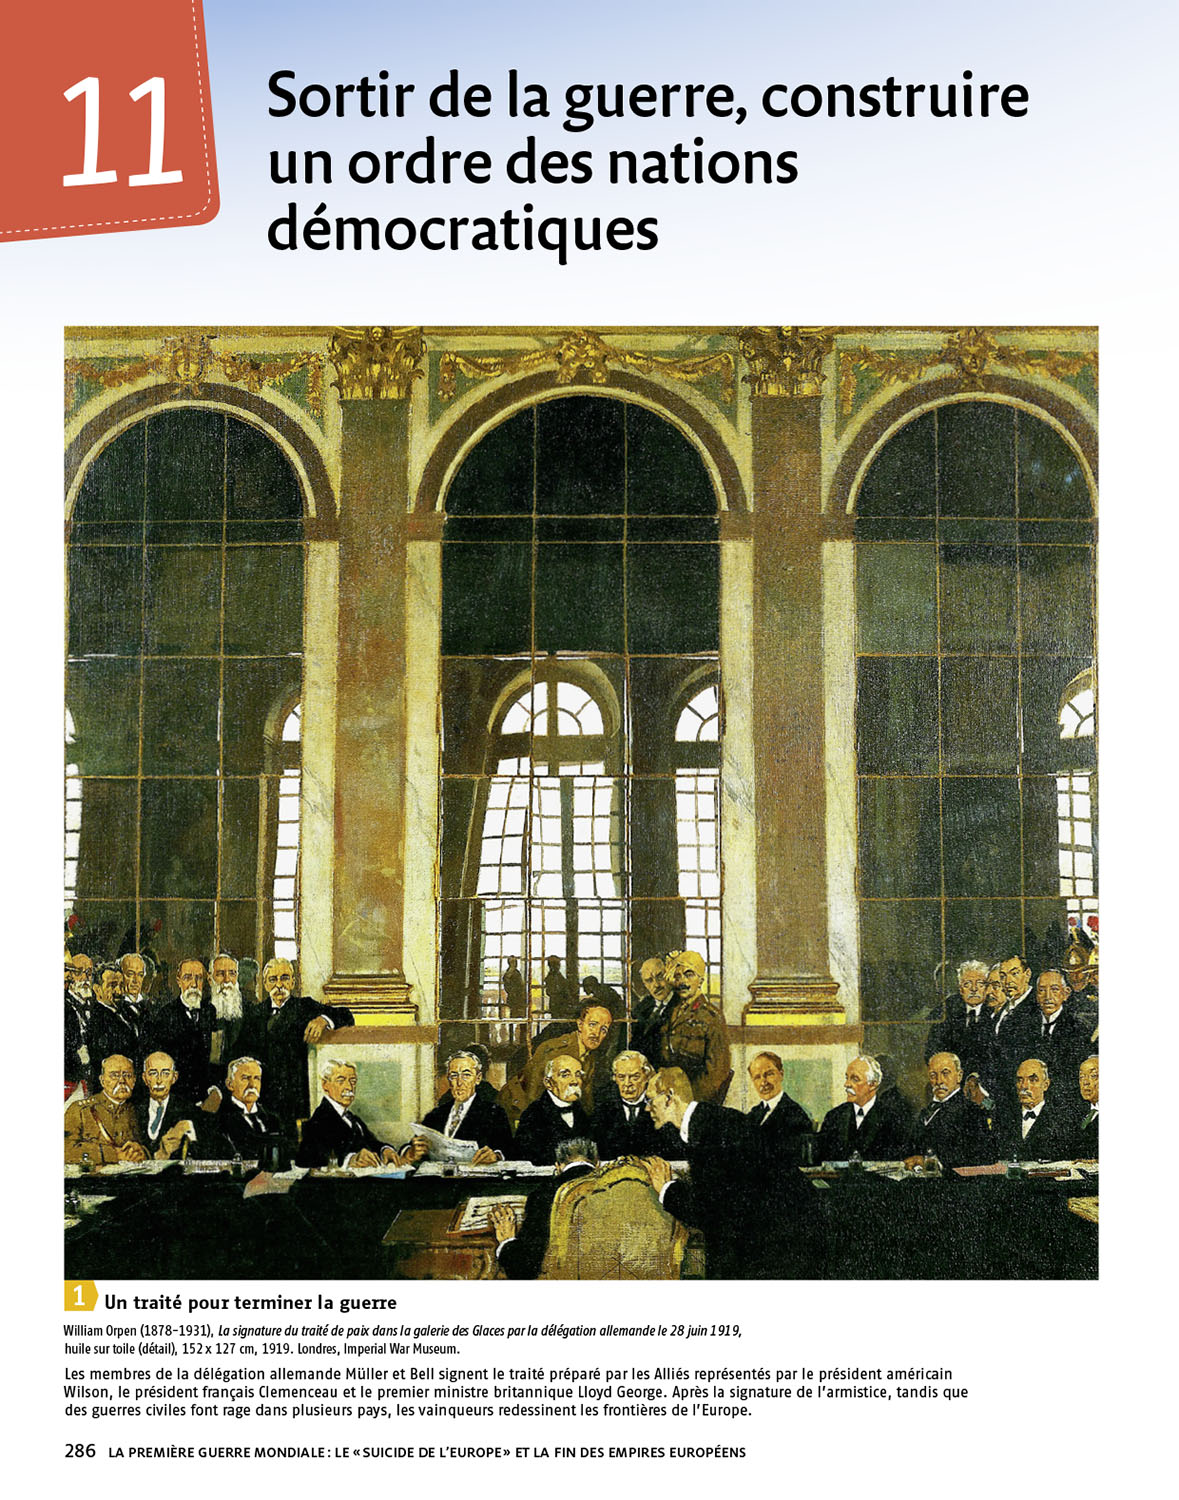 11
Sortir de la guerre, construire
un ordre des nations
démocratiques
1 Un traité pour terminer la guerre
William Orpen (1878-1931), La signature du traité de paix dans la galerie des Glaces par la délégation allemande le 28 juin 1919,
huile sur toile (détail), 152 x 127 cm, 1919. Londres, Imperial War Museum.
Les membres de la délégation allemande Müller et Bell signent le traité préparé par les Alliés représentés par le président américain
Wilson, le président français Clemenceau et le premier ministre britannique Lloyd George. Après la signature de l'armistice, tandis que
des guerres civiles font rage dans plusieurs pays, les vainqueurs redessinent les frontières de l'Europe.
286 LA PREMIÈRE GUERRE MONDIALE : LE « SUICIDE DE L'EUROPE » ET LA FIN DES EMPIRES EUROPÉENS